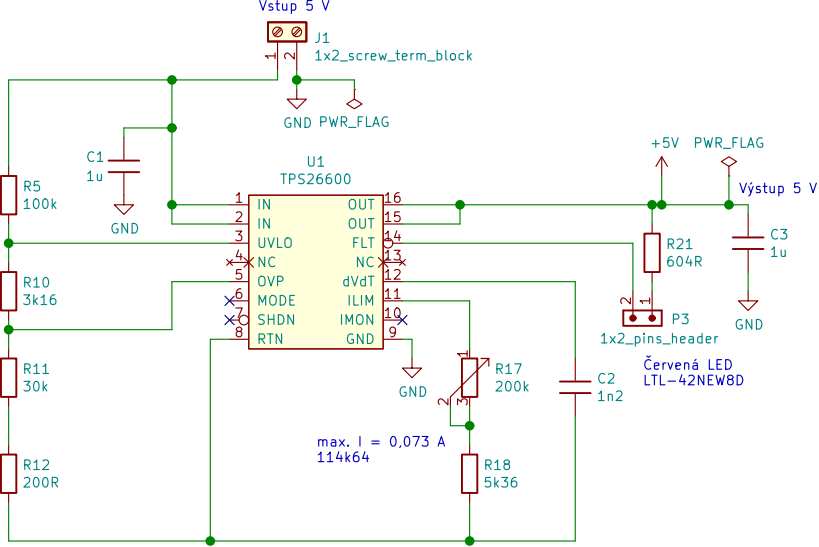 Vstup 5 V
J1
1x2_screw_term_block
1
2
GND
PWR_FLAG
C1
1u
GND
R5
100k
R10
3k16
R11
30k
R12
200R
U1
TPS26600
1 IN OUT 16
2 IN OUT 15
3 UVLO FLT 14
4 NC NC 13
5 OVP dVdT 12
6 MODE ILIM 11
7 SHDN IMON 10
8 RTN GND 9
GND
1
R17
200k
2
3
max. I = 0,073 A
114k64
R18
5k36
C2
1n2
+5V
PWR_FLAG
Výstup 5 V
R21
604R
C3
1u
GND
2
1
P3
1x2_pins_header
Červená LED
LTL-42NEW8D